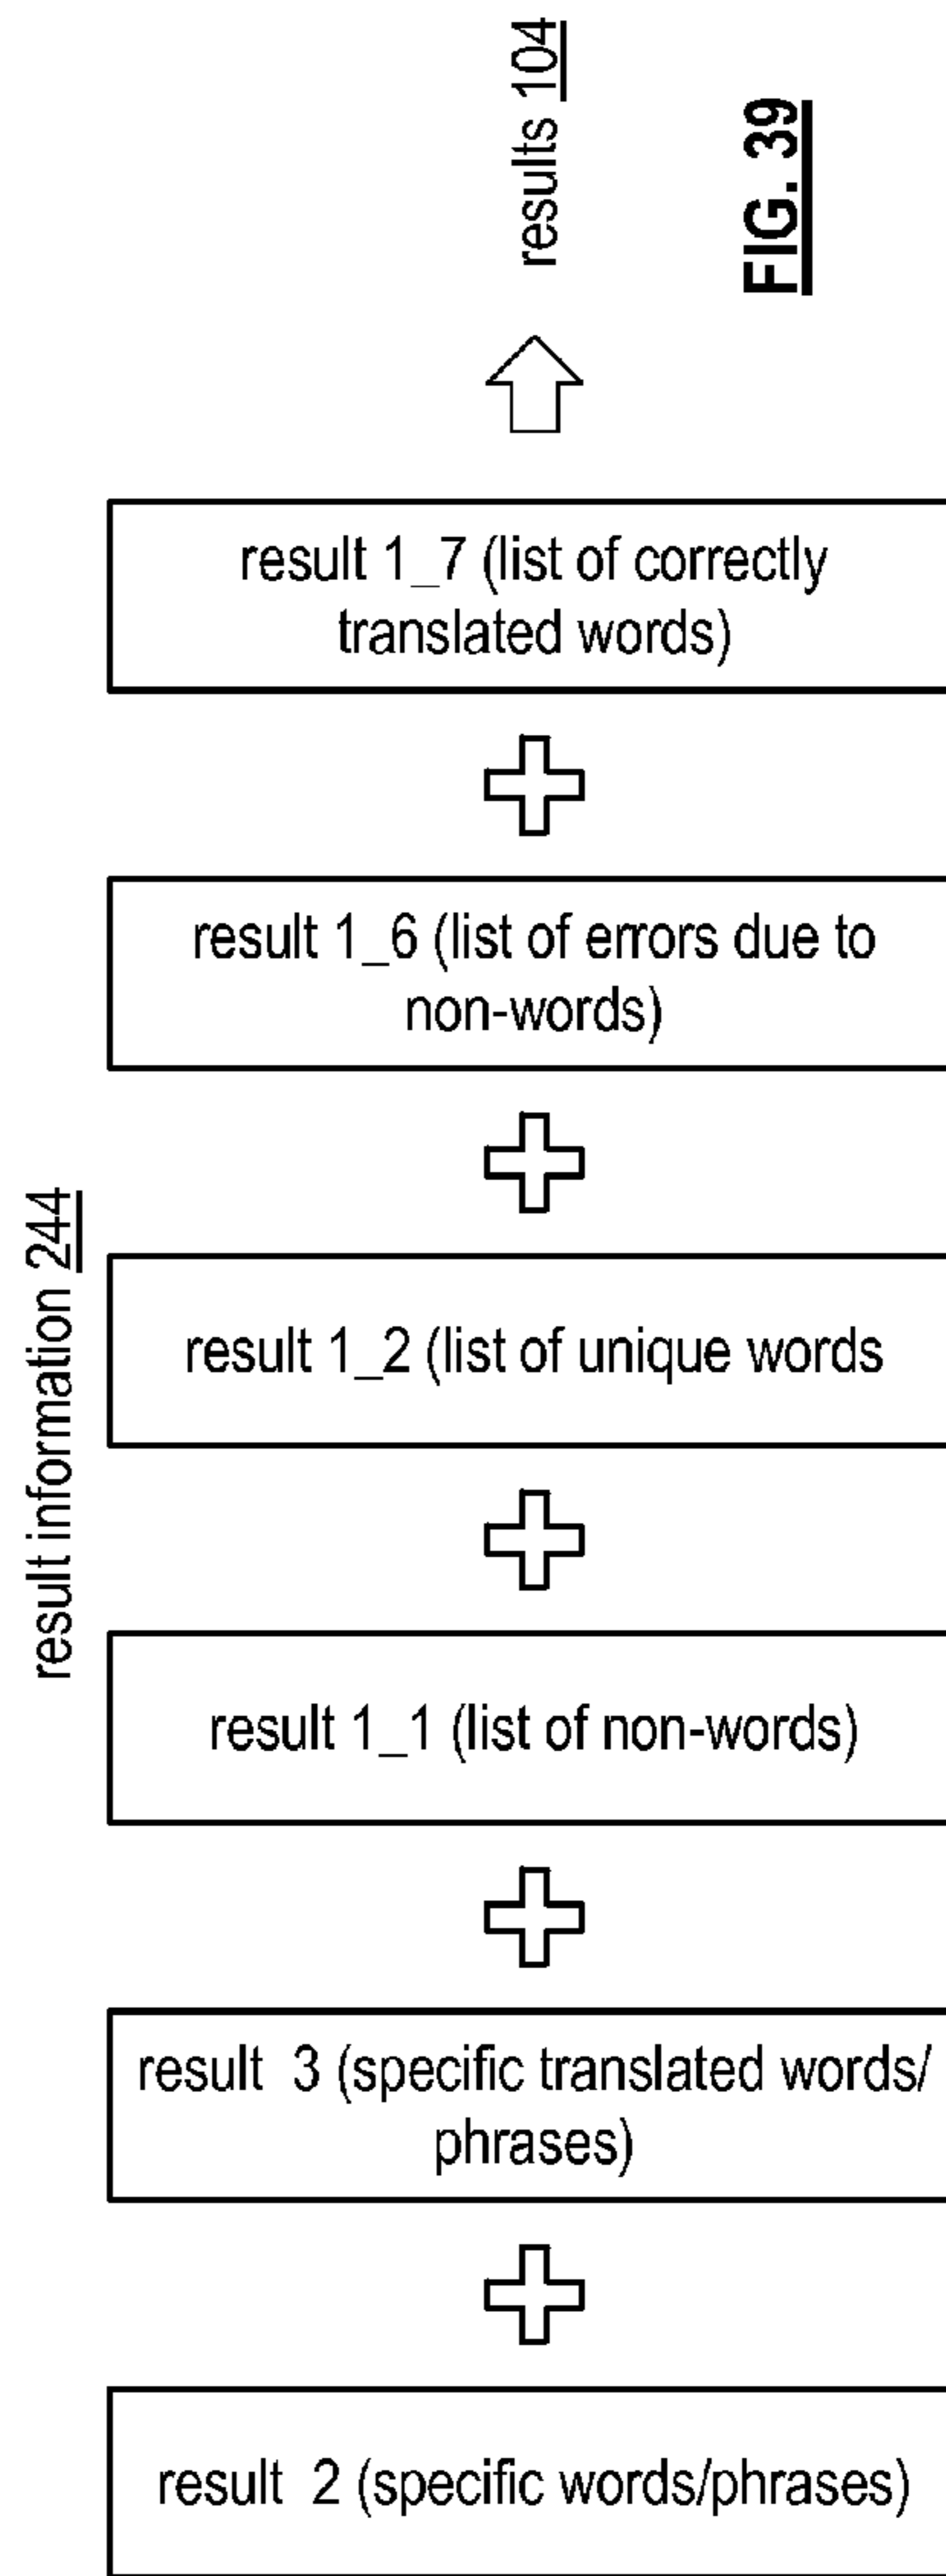 results 104
FIG. 39
result 1_7 (list of correctly
translated words)
result 1_6 (list of errors due to
non-words)
result information 244
result 1_2 (list of unique words
result 1_1 (list of non-words)
result 3 (specific translated words/
phrases)
result 2 (specific words/phrases)